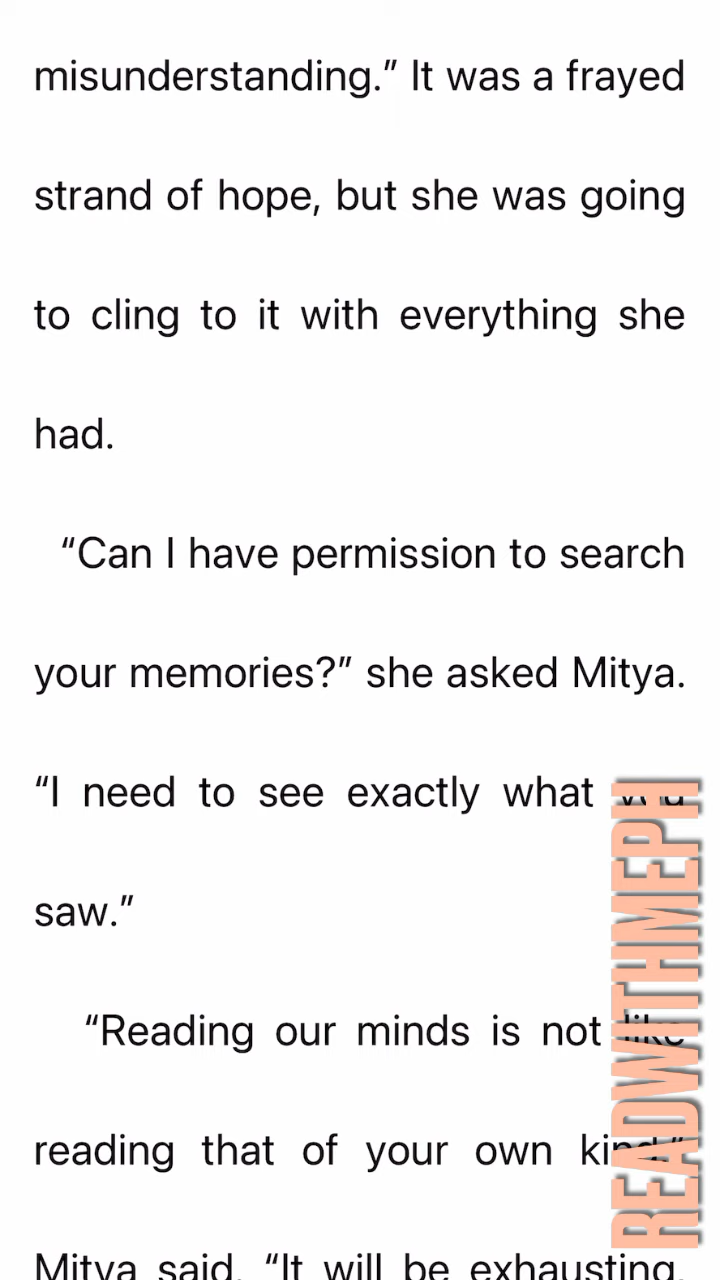 misunderstanding.” It was a frayed
strand of hope, but she was going
to cling to it with everything she
had.
“Can I have permission to search
your memories?” she asked Mitya.
“I need to see exactly what
saw.”
“Reading our minds is not like
reading that of your own kind.”
Mitya said. “It will be exhausting.
READWITHMEPH